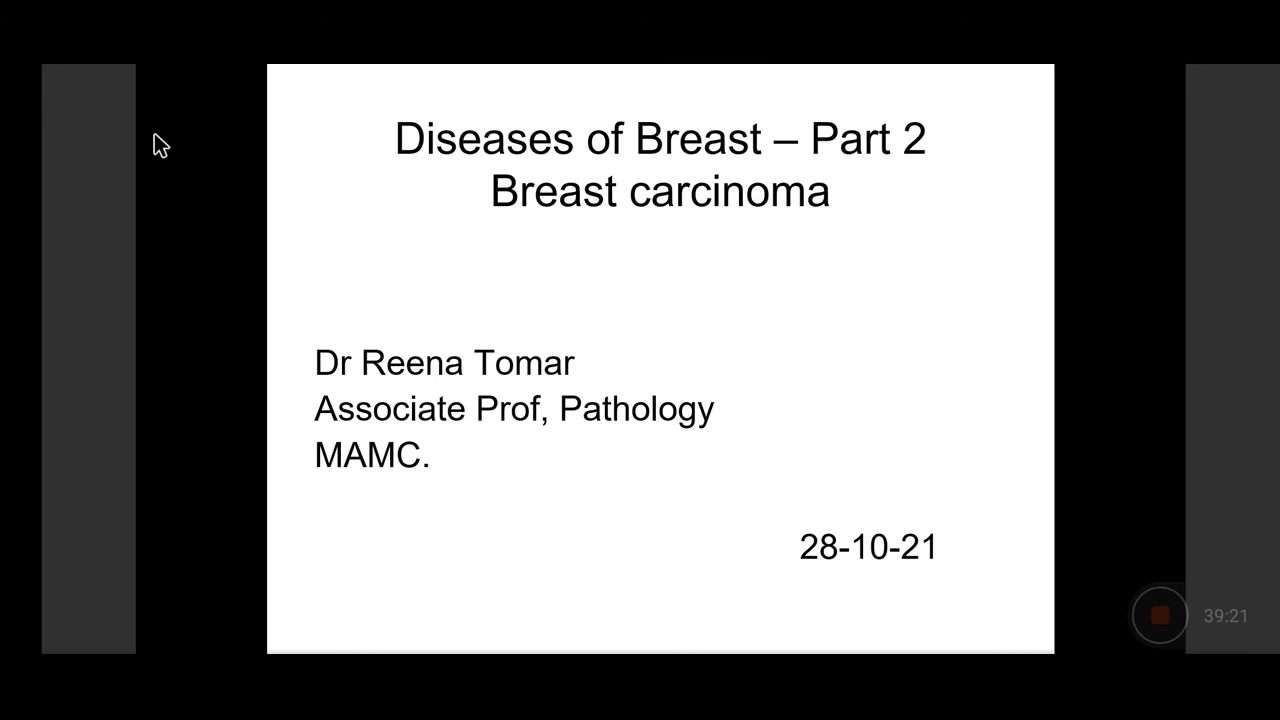 Diseases of Breast – Part 2
Breast carcinoma
Dr Reena Tomar
Associate Prof, Pathology
MAMC.
28-10-21
39:21